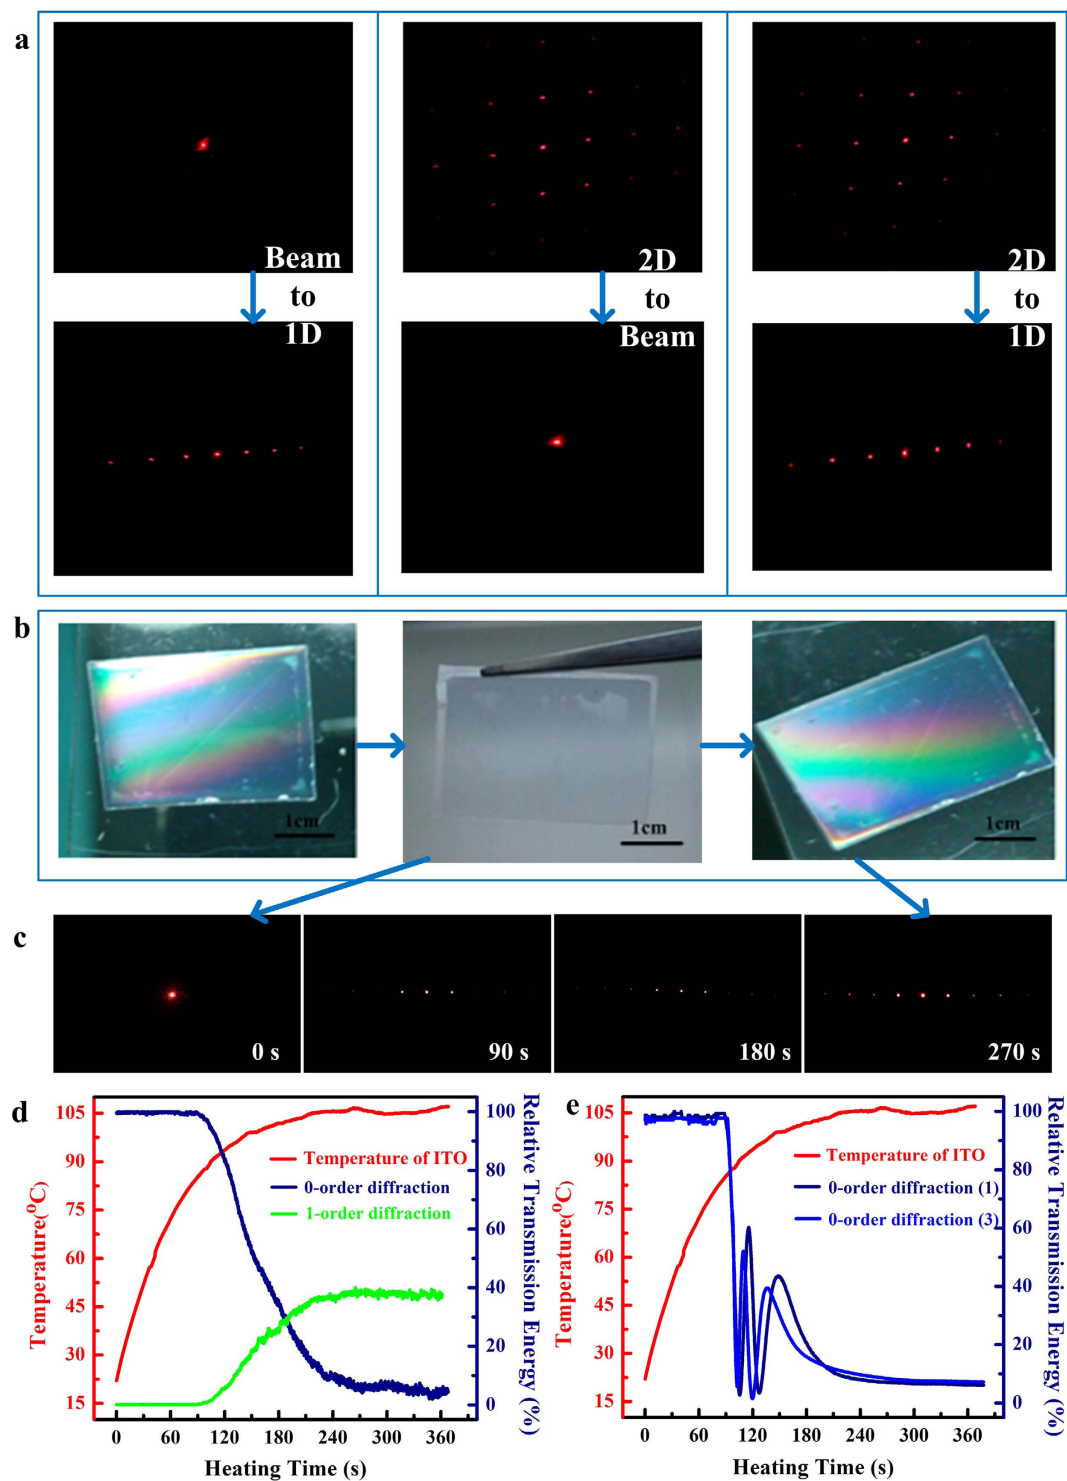 a
Beam
to
1D
2D
to
Beam
2D
to
1D
b
1cm
1cm
1cm
c
0 s
90 s
180 s
270 s
d
Temperature(⁰C)
105
90
75
60
45
30
15
Temperature of ITO
0-order diffraction
1-order diffraction
100
80
60
40
20
0
Relative Transmission Energy (%)
0
60
120
180
240
300
360
Heating Time (s)
e
Temperature(⁰C)
105
90
75
60
45
30
15
Temperature of ITO
0-order diffraction (1)
0-order diffraction (3)
100
80
60
40
20
0
Relative Transmission Energy (%)
0
60
120
180
240
300
360
Heating Time (s)